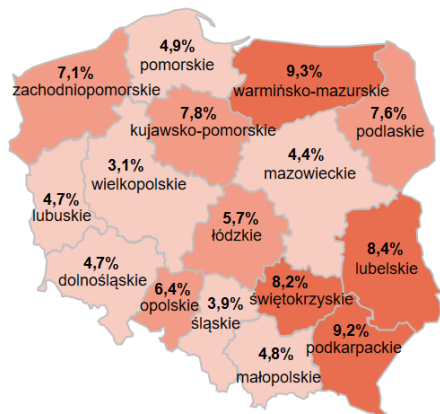 4,9%
pomorskie
7,1%
zachodniopomorskie
9,3%
warmińsko-mazurskie
7,8%
kujawsko-pomorskie
7,6%
podlaskie
3,1%
wielkopolskie
4,4%
mazowieckie
4,7%
lubuskie
5,7%
łódzkie
8,4%
lubelskie
4,7%
dolnośląskie
6,4%
opolskie
3,9%
śląskie
8,2%
świętokrzyskie
9,2%
podkarpackie
4,8%
małopolskie